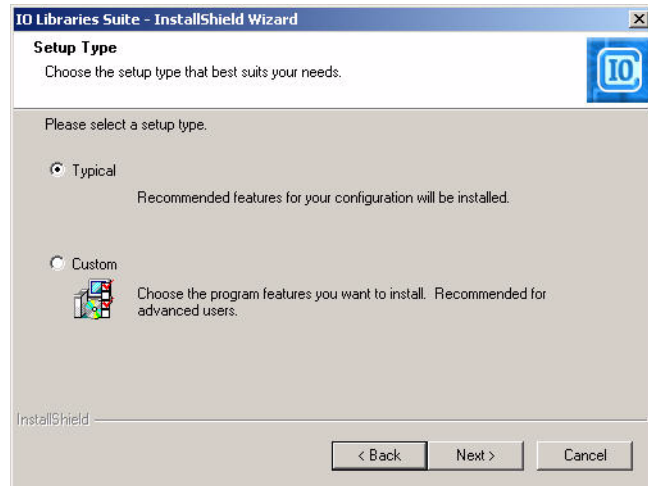 IO Libraries Suite - InstallShield Wizard
Setup Type
Choose the setup type that best suits your needs.
IO
Please select a setup type.
Typical
Recommended features for your configuration will be installed.
Custom
Choose the program features you want to install. Recommended for
advanced users.
InstallShield
< Back
Next >
Cancel